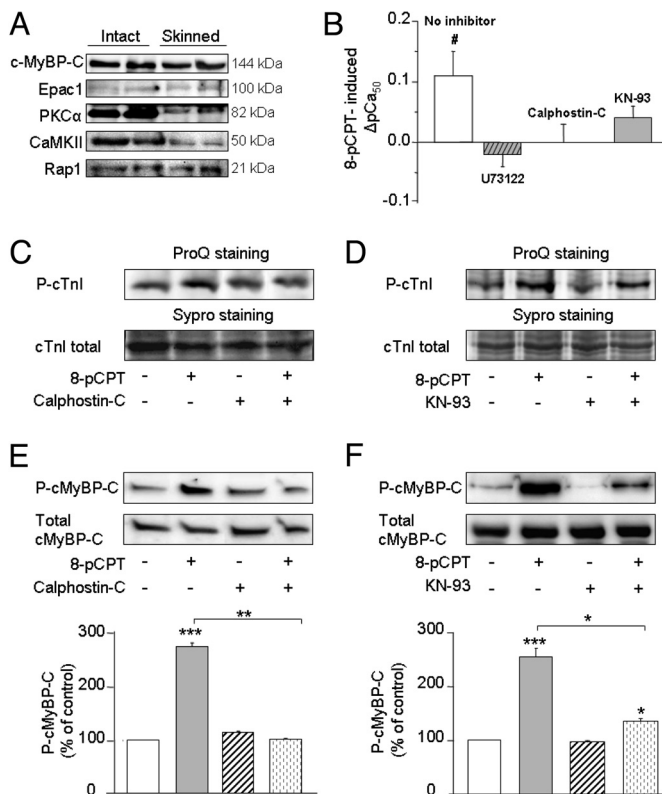 A
Intact Skinned
c-MyBP-C 144 kDa
Epac1 100 kDa
PKCα 82 kDa
CaMKII 50 kDa
Rap1 21 kDa
B
8-pCPT- induced
ΔpCa50
0.1
0.0
-0.1
No inhibitor
#
U73122
Calphostin-C
KN-93
C
ProQ staining
P-cTnI
Sypro staining
cTnI total
8-pCPT - + - +
Calphostin-C - - + +
D
ProQ staining
P-cTnI
Sypro staining
cTnI total
8-pCPT - + - +
KN-93 - - + +
E
P-cMyBP-C
Total
cMyBP-C
8-pCPT - + - +
Calphostin-C - - + +
P-cMyBP-C
(% of control)
300
200
100
0
***
**
F
P-cMyBP-C
Total
cMyBP-C
8-pCPT - + - +
KN-93 - - + +
P-cMyBP-C
(% of control)
300
200
100
0
***
*
*